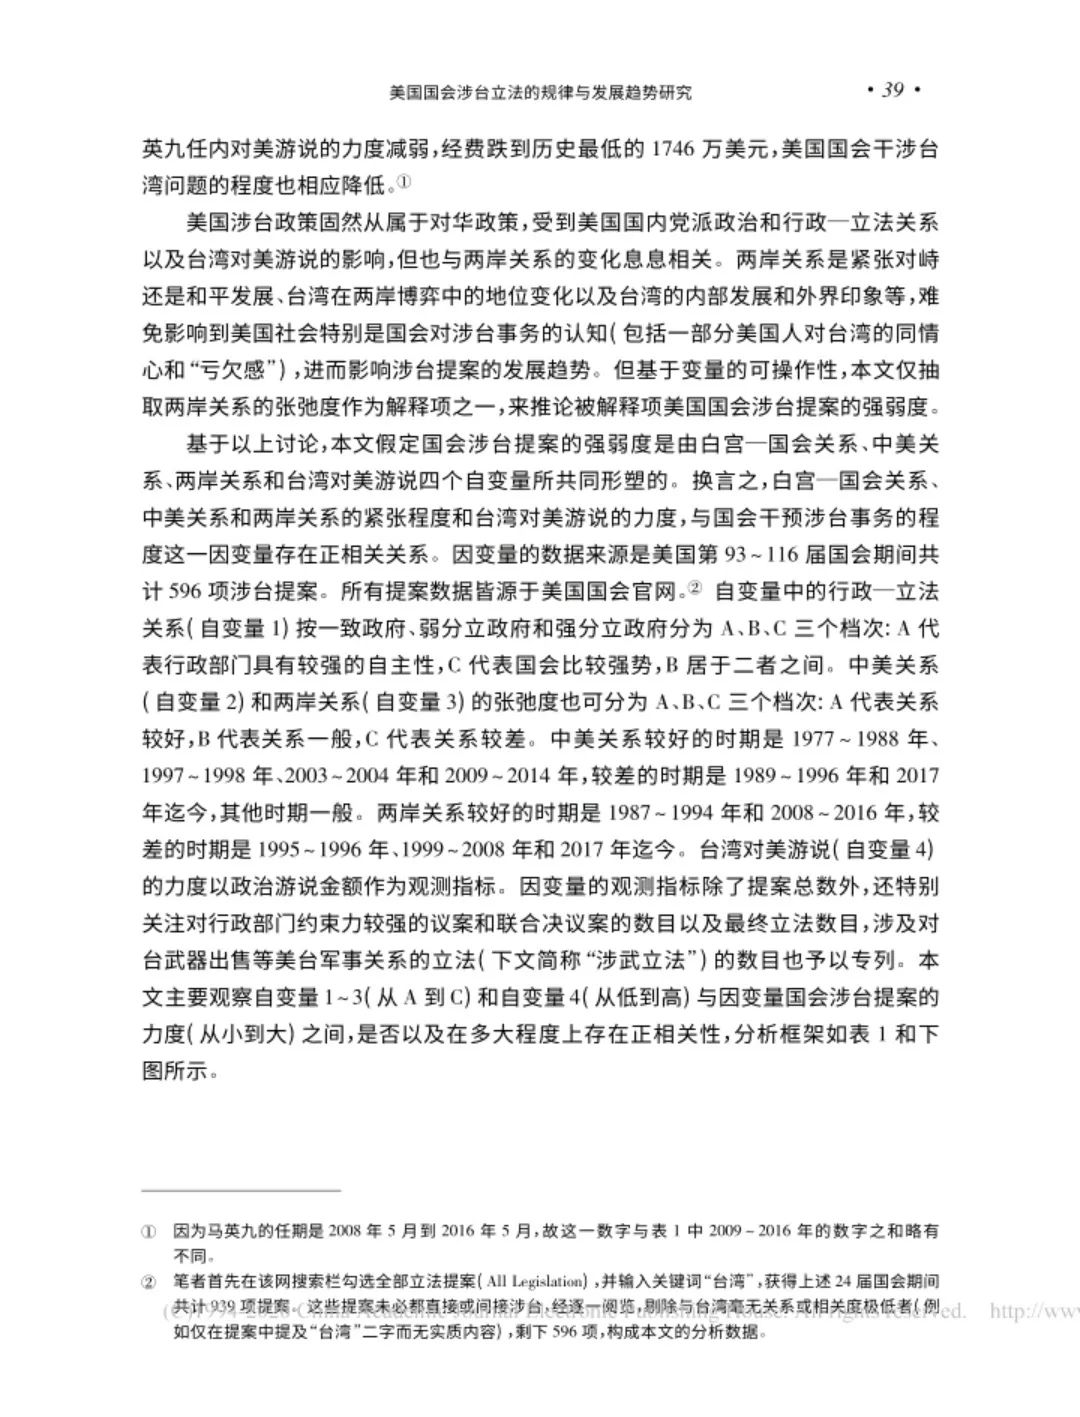 美国国会涉台立法的规律与发展趋势研究 · 39 ·
英九任内对美游说的力度减弱,经费跌到历史最低的 1746 万美元,美国国会干涉台
湾问题的程度也相应降低。①
美国涉台政策固然从属于对华政策,受到美国国内党派政治和行政—立法关系
以及台湾对美游说的影响,但也与两岸关系的变化息息相关。两岸关系是紧张对峙
还是和平发展、台湾在两岸博弈中的地位变化以及台湾的内部发展和外界印象等,难
免影响到美国社会特别是国会对涉台事务的认知(包括一部分美国人对台湾的同情
心和“亏欠感”),进而影响涉台提案的发展趋势。但基于变量的可操作性,本文仅抽
取两岸关系的张弛度作为解释项之一,来推论被解释项美国国会涉台提案的强弱度。
基于以上讨论,本文假定国会涉台提案的强弱度是由白宫—国会关系、中美关
系、两岸关系和台湾对美游说四个自变量所共同形塑的。换言之,白宫—国会关系、
中美关系和两岸关系的紧张程度和台湾对美游说的力度,与国会干预涉台事务的程
度这一因变量存在正相关关系。因变量的数据来源是美国第 93~116 届国会期间共
计 596 项涉台提案。所有提案数据皆源于美国国会官网。② 自变量中的行政—立法
关系(自变量 1)按一致政府、弱分立政府和强分立政府分为 A、B、C 三个档次: A 代
表行政部门具有较强的自主性,C 代表国会比较强势,B 居于二者之间。中美关系
(自变量 2)和两岸关系(自变量 3)的张弛度也可分为 A、B、C 三个档次: A 代表关系
较好,B 代表关系一般,C 代表关系较差。中美关系较好的时期是 1977~1988 年、
1997~1998 年、2003~2004 年和 2009~2014 年,较差的时期是 1989~1996 年和 2017
年迄今,其他时期一般。两岸关系较好的时期是 1987~1994 年和 2008~2016 年,较
差的时期是 1995~1996 年、1999~2008 年和 2017 年迄今。台湾对美游说(自变量 4)
的力度以政治游说金额作为观测指标。因变量的观测指标除了提案总数外,还特别
关注对行政部门约束力较强的议案和联合决议案的数目以及最终立法数目,涉及对
台武器出售等美台军事关系的立法(下文简称“涉武立法”)的数目也予以专列。本
文主要观察自变量 1~3(从 A 到 C)和自变量 4(从低到高)与因变量国会涉台提案的
力度(从小到大)之间,是否以及在多大程度上存在正相关性,分析框架如表 1 和下
图所示。
① 因为马英九的任期是 2008 年 5 月到 2016 年 5 月,故这一数字与表 1 中 2009~2016 年的数字之和略有
不同。
② 笔者首先在该网搜索栏勾选全部立法提案(All Legislation),并输入关键词“台湾”,获得上述 24 届国会期间
共计 939 项提案。这些提案未必都直接或间接涉台,经逐一阅览,剔除与台湾毫无关系或相关度极低者(例
如仅在提案中提及“台湾”二字而无实质内容),剩下 596 项,构成本文的分析数据。
China Academic Journal Electronic Publishing House. All rights reserved. http://ww